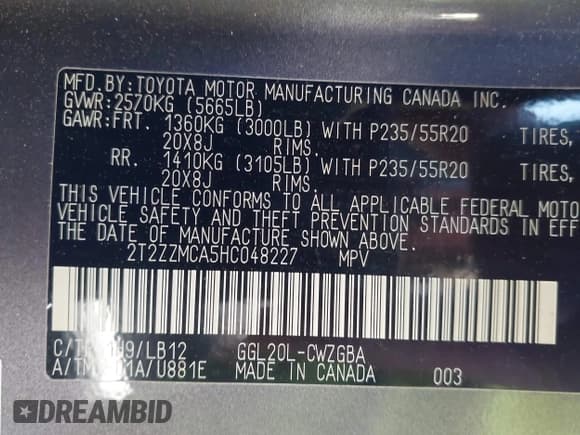 MFD.BY:TOYOTA MOTOR MANUFACTURING CANADA INC.
GVWR:2570KG (5665LB)
GAWR:FRT. 1360KG (3000LB) WITH P235/55R20 TIRES,
20X8J RIMS.
RR. 1410KG (3105LB) WITH P235/55R20 TIRES,
20X8J RIMS.
THIS VEHICLE CONFORMS TO ALL APPLICABLE FEDERAL MOTO
VEHICLE SAFETY AND THEFT PREVENTION STANDARDS IN EFF
DATE OF MANUFACTURE SHOWN ABOVE.
2T2ZZMCA5HC048227 MPV
/LB12 GGL20L-CWZGBA
/U881E MADE IN CANADA 003
DREAMBID